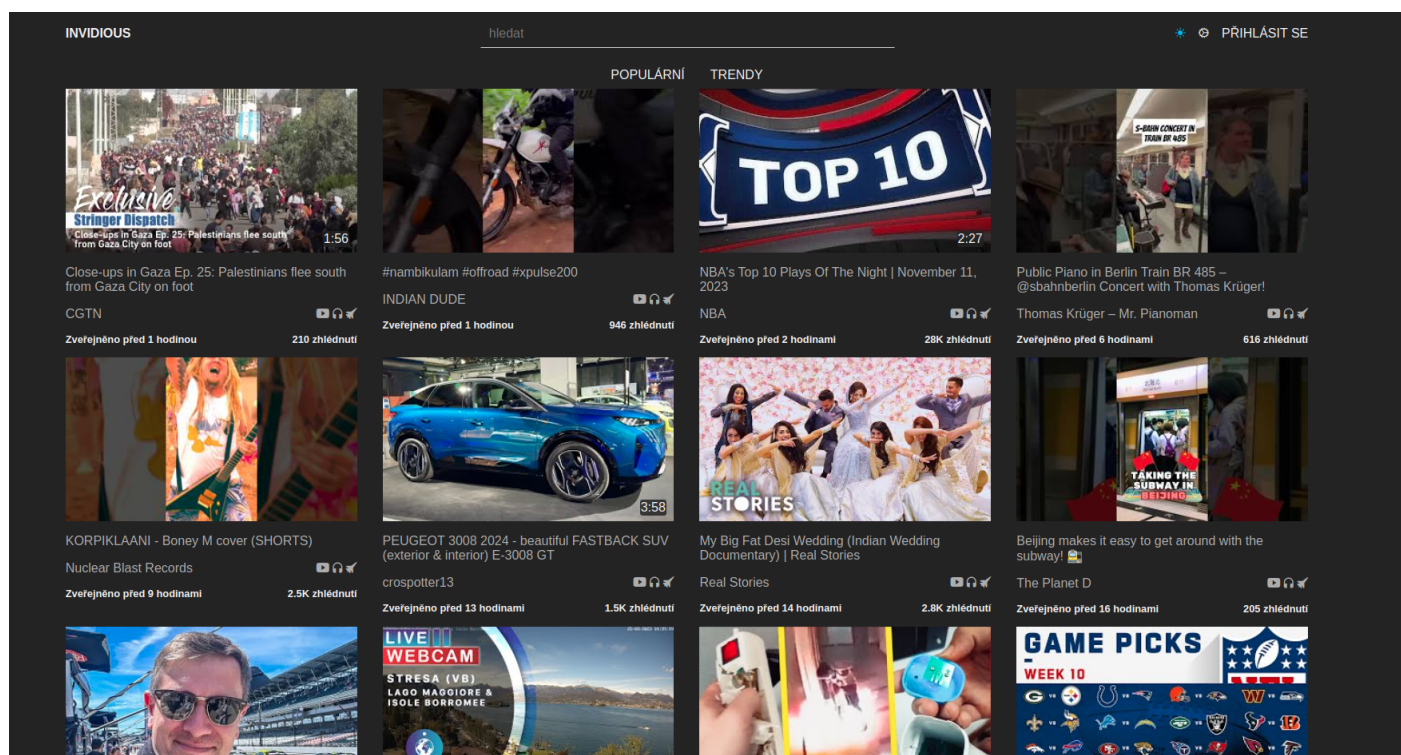 INVIDIOUS
hledat
PŘIHLÁSIT SE
POPULÁRNÍ TRENDY
Exclusive
Stringer Dispatch
Close-ups in Gaza Ep. 25: Palestinians flee south
from Gaza City on foot
1:56
TOP 10
2:27
S-BAHN CONCERT IN
TRAIN BR 485
Close-ups in Gaza Ep. 25: Palestinians flee south
from Gaza City on foot
CGTN
Zveřejněno před 1 hodinou
210 zhlédnutí
#nambikulam #offroad #xpulse200
INDIAN DUDE
Zveřejněno před 1 hodinou
946 zhlédnutí
NBA's Top 10 Plays Of The Night | November 11,
2023
NBA
Zveřejněno před 2 hodinami
28K zhlédnutí
Public Piano in Berlin Train BR 485 –
@sbahnberlin Concert with Thomas Krüger!
Thomas Krüger – Mr. Pianoman
Zveřejněno před 6 hodinami
616 zhlédnutí
3:58
REAL
STORIES
TAKING THE
SUBWAY IN
BEIJING
KORPIKLAANI - Boney M cover (SHORTS)
Nuclear Blast Records
Zveřejněno před 9 hodinami
2.5K zhlédnutí
PEUGEOT 3008 2024 - beautiful FASTBACK SUV
(exterior & interior) E-3008 GT
crospotter13
Zveřejněno před 13 hodinami
1.5K zhlédnutí
My Big Fat Desi Wedding (Indian Wedding
Documentary) | Real Stories
Real Stories
Zveřejněno před 14 hodinami
2.8K zhlédnutí
Beijing makes it easy to get around with the
subway! 🚉
The Planet D
Zveřejněno před 16 hodinami
205 zhlédnutí
LIVE
WEBCAM
STRESA (VB)
LAGO MAGGIORE &
ISOLE BORROMEE
GAME PICKS
WEEK 10